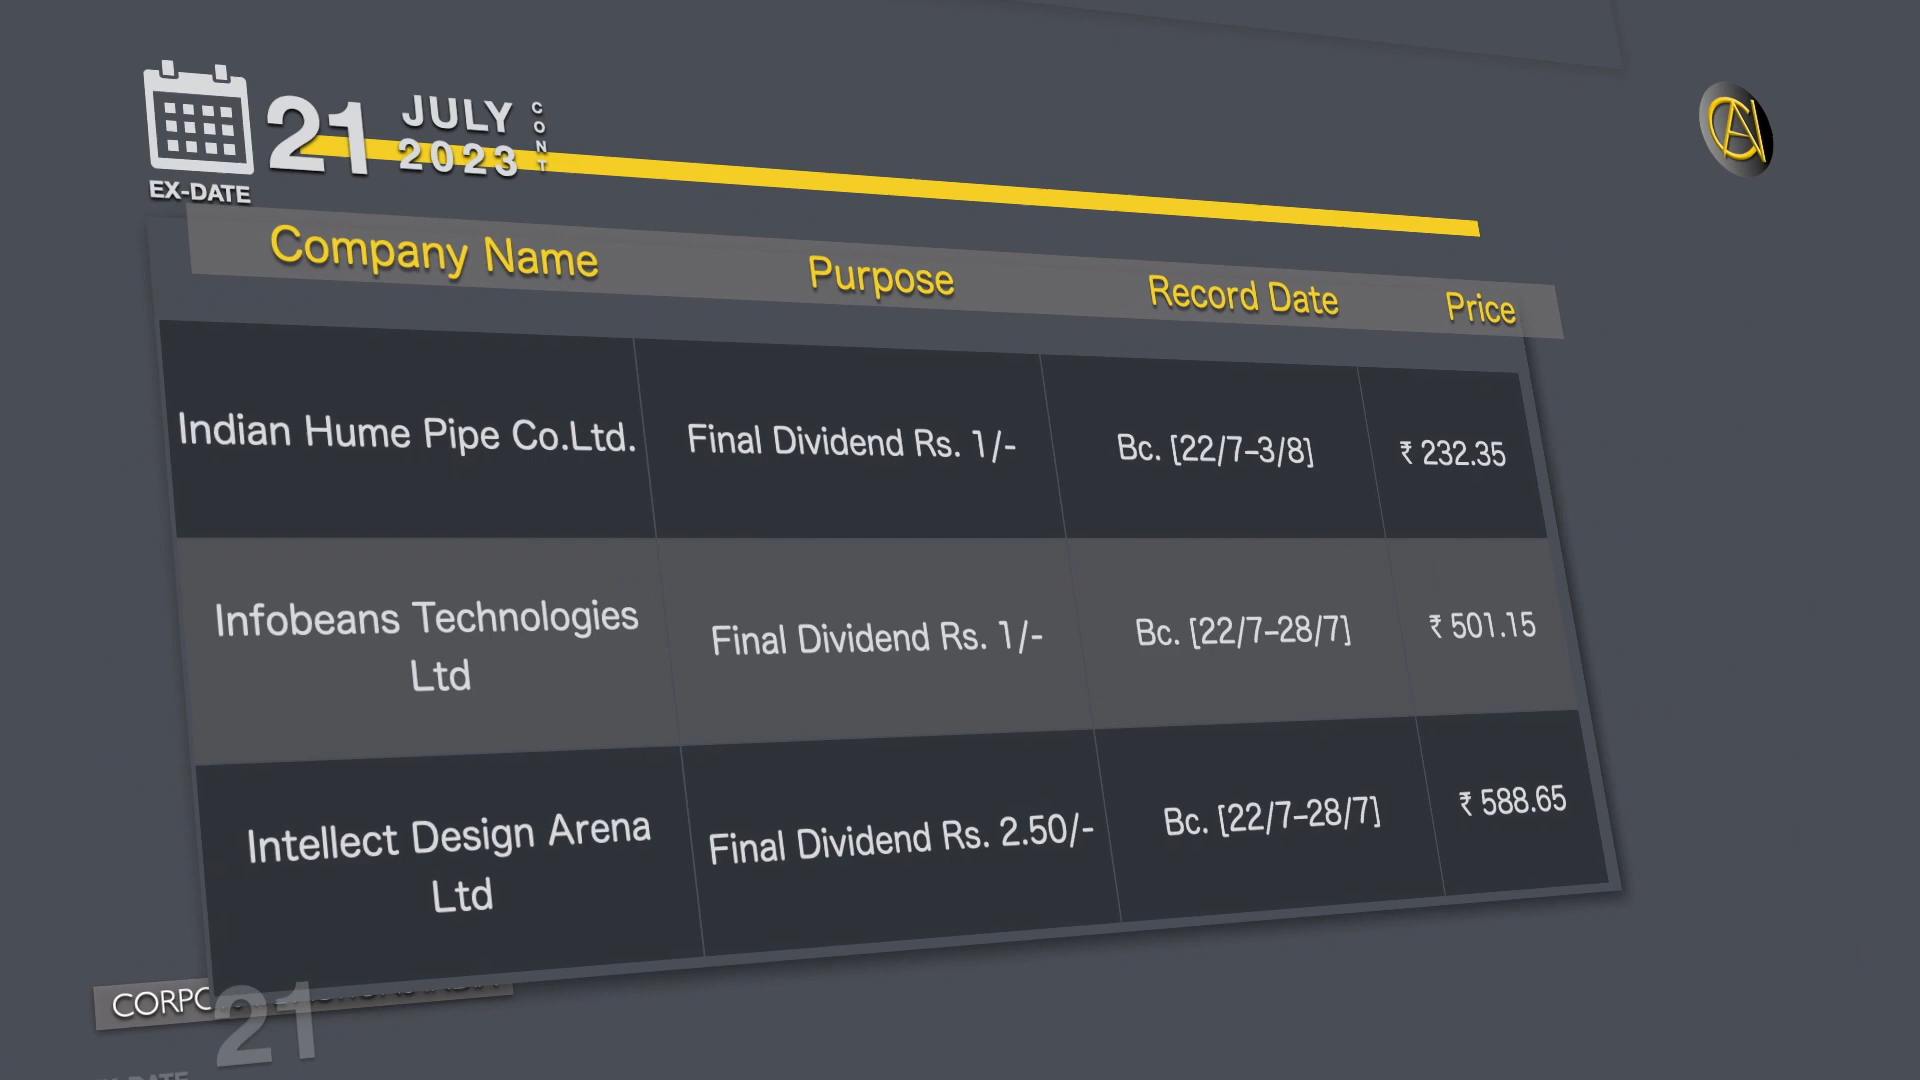 21 JULY 2023 CONT
EX-DATE
Company Name Purpose Record Date Price
Indian Hume Pipe Co.Ltd. Final Dividend Rs. 1/- Bc. [22/7-3/8] ₹ 232.35
Infobeans Technologies Ltd Final Dividend Rs. 1/- Bc. [22/7-28/7] ₹ 501.15
Intellect Design Arena Ltd Final Dividend Rs. 2.50/- Bc. [22/7-28/7] ₹ 588.65
21